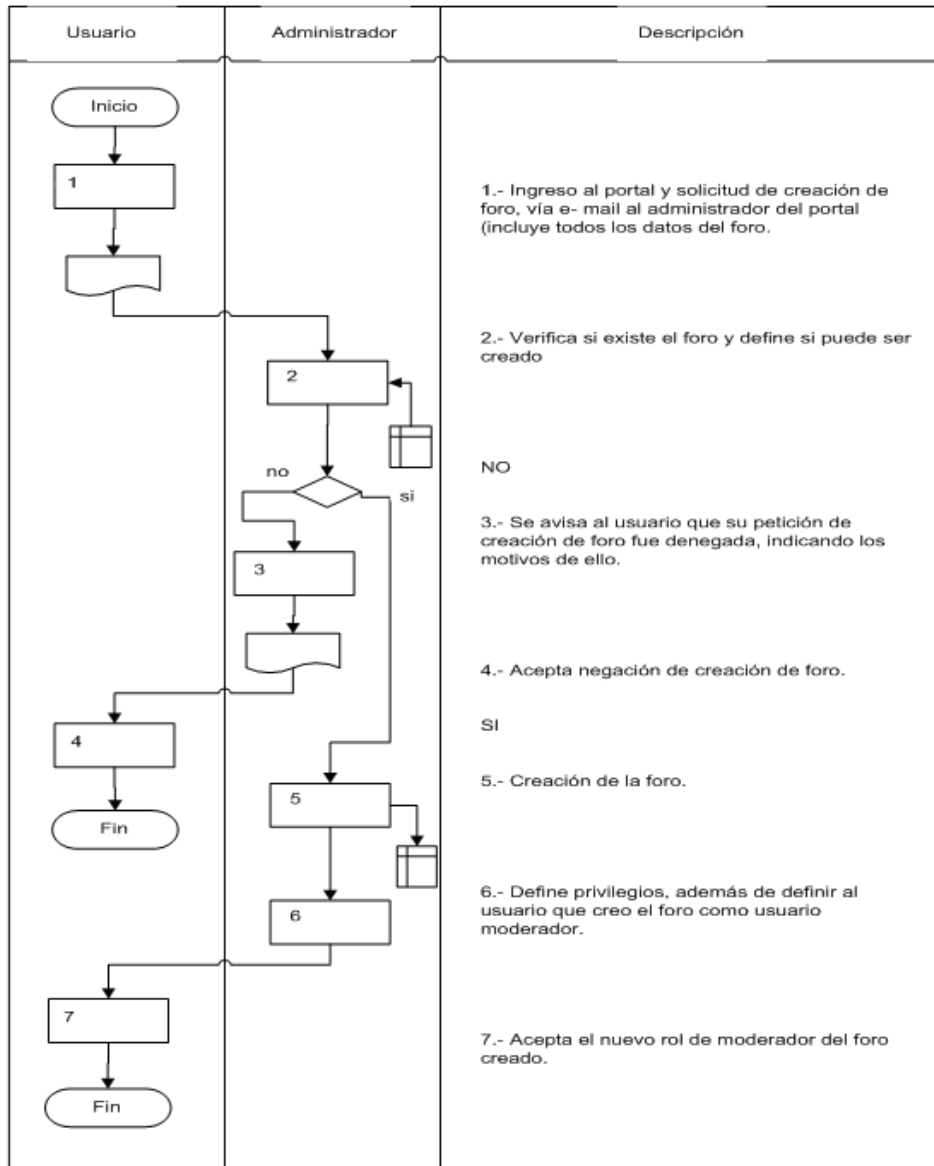 Usuario
Administrador
Descripción
Inicio
1
1.- Ingreso al portal y solicitud de creación de
foro, vía e- mail al administrador del portal
(incluye todos los datos del foro.
2
2.- Verifica si existe el foro y define si puede ser
creado
no
si
NO
3
3.- Se avisa al usuario que su petición de
creación de foro fue denegada, indicando los
motivos de ello.
4
4.- Acepta negación de creación de foro.
SI
Fin
5
5.- Creación de la foro.
6
6.- Define privilegios, además de definir al
usuario que creo el foro como usuario
moderador.
7
7.- Acepta el nuevo rol de moderador del foro
creado.
Fin